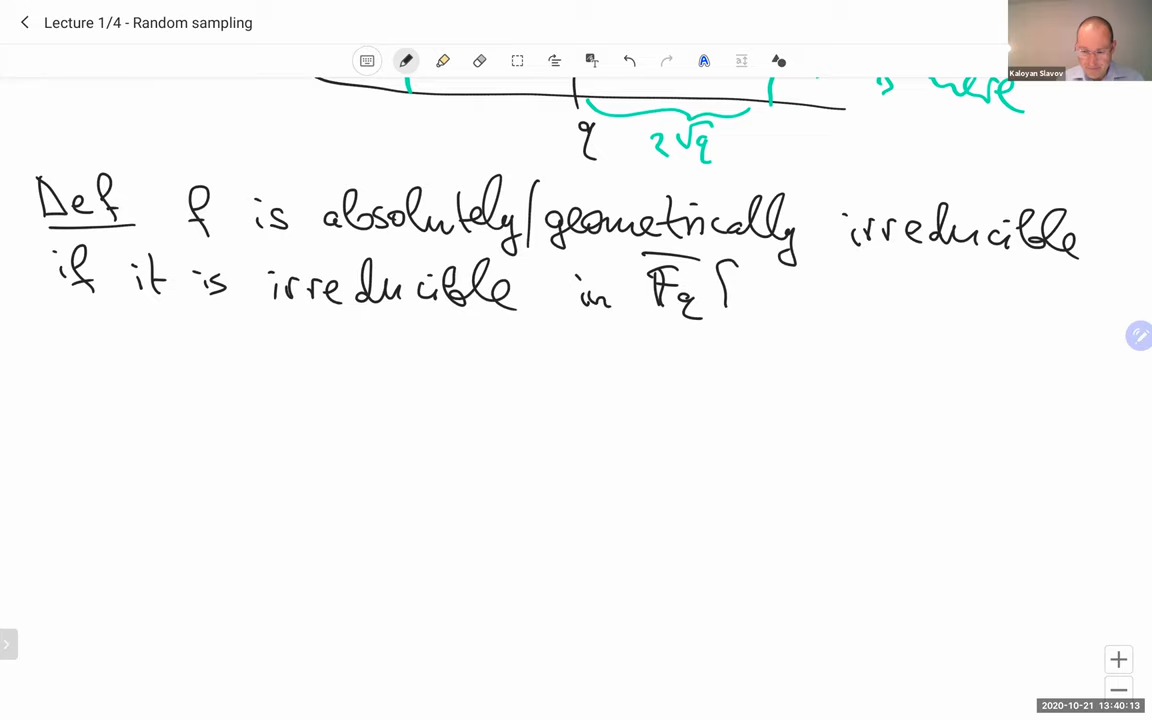 Lecture 1/4 - Random sampling
Kaloyan Slavov
is here
q
2√q
Def f is absolutely/geometrically irreducible
if it is irreducible in F̅q[
2020-10-21 13:40:13